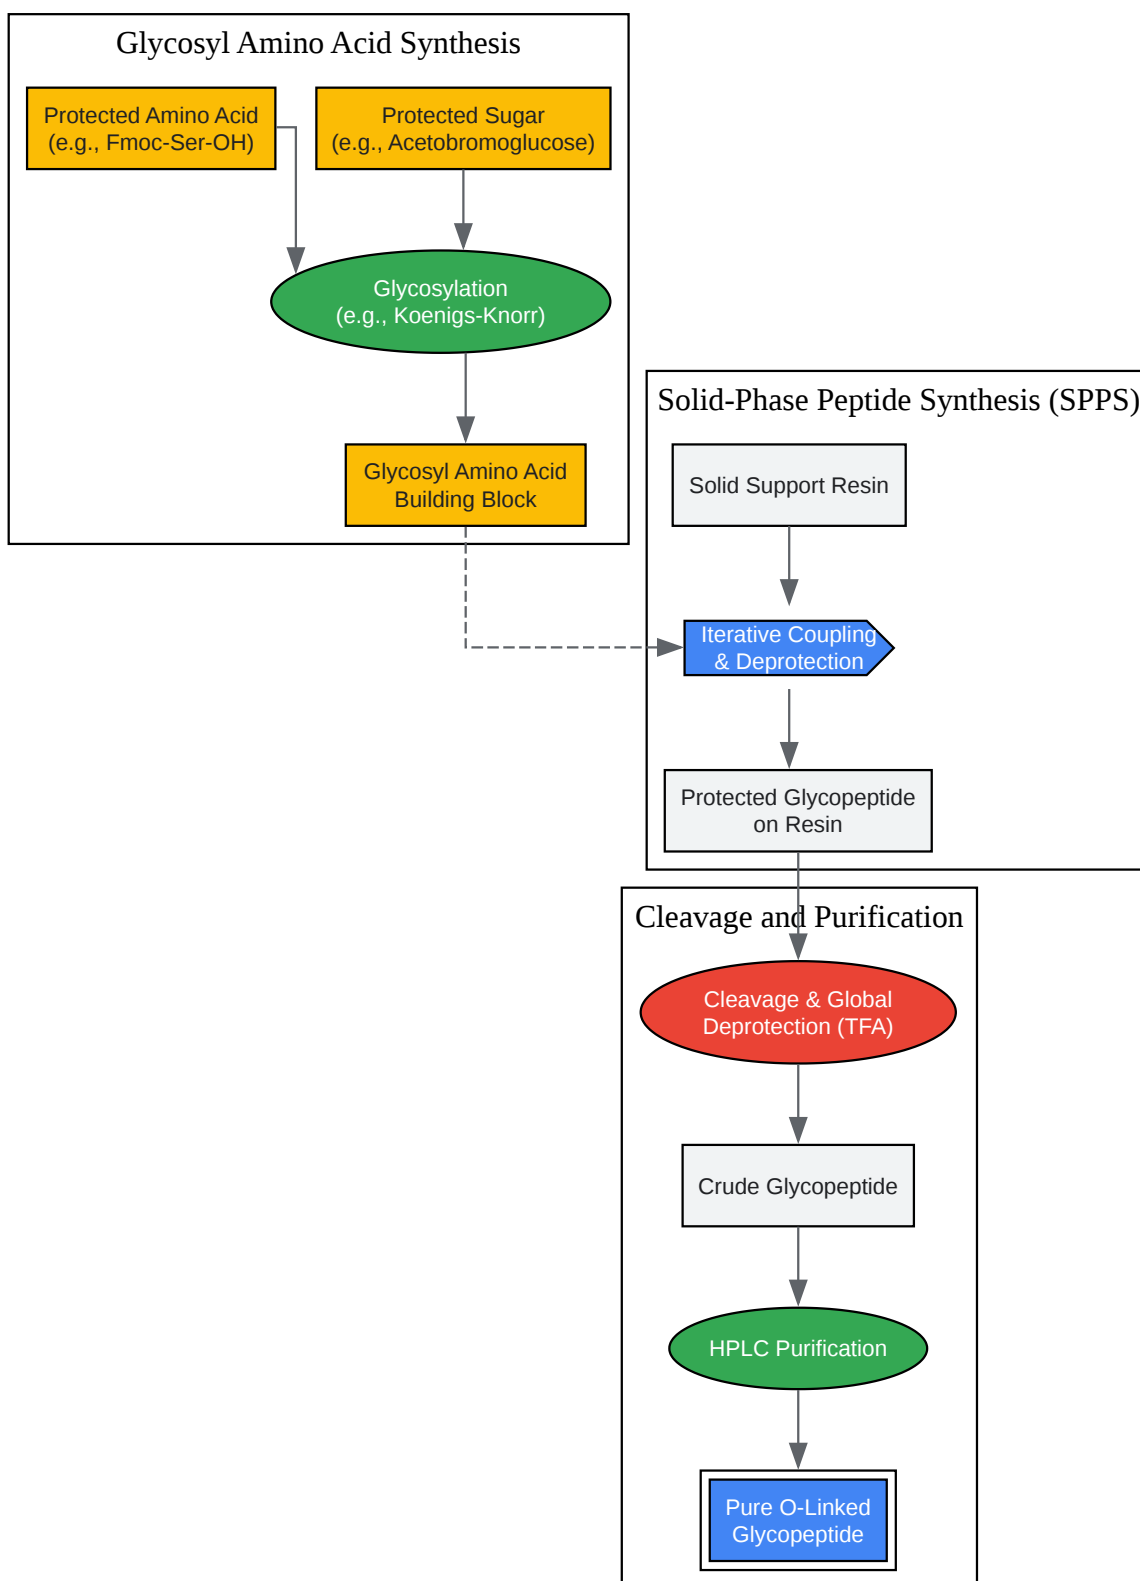 Glycosyl Amino Acid Synthesis
Protected Amino Acid
(e.g., Fmoc-Ser-OH)
Protected Sugar
(e.g., Acetobromoglucose)
Glycosylation
(e.g., Koenigs-Knorr)
Glycosyl Amino Acid
Building Block
Solid-Phase Peptide Synthesis (SPPS)
Solid Support Resin
Iterative Coupling
& Deprotection
Protected Glycopeptide
on Resin
Cleavage and Purification
Cleavage & Global
Deprotection (TFA)
Crude Glycopeptide
HPLC Purification
Pure O-Linked
Glycopeptide